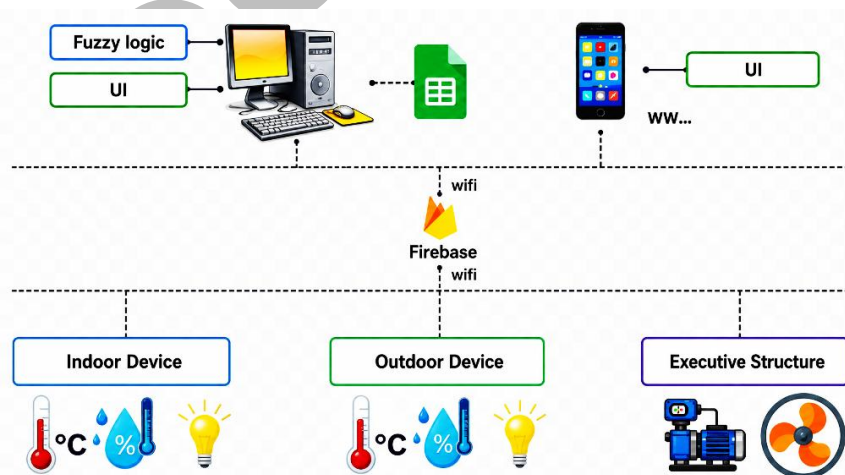 Fuzzy logic
UI
UI
ww...
wifi
Firebase
wifi
Indoor Device
Outdoor Device
Executive Structure
°C
%
°C
%